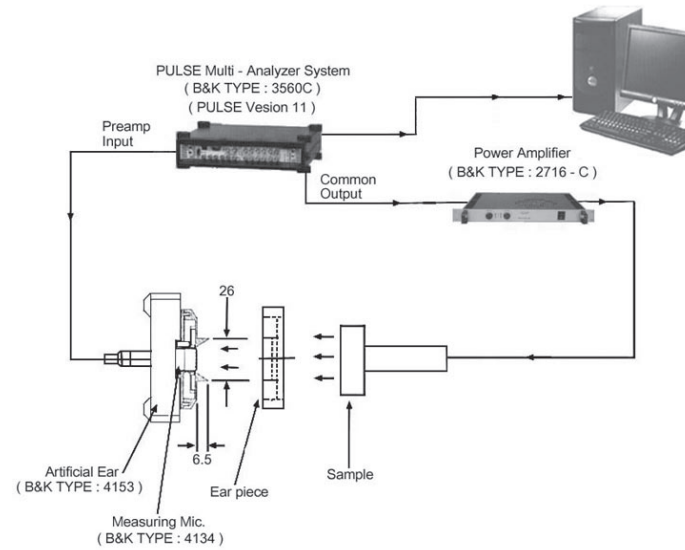 PULSE Multi - Analyzer System
( B&K TYPE : 3560C )
( PULSE Vesion 11 )
Preamp
Input
Common
Output
Power Amplifier
( B&K TYPE : 2716 - C )
26
6.5
Artificial Ear
( B&K TYPE : 4153 )
Ear piece
Sample
Measuring Mic.
( B&K TYPE : 4134 )